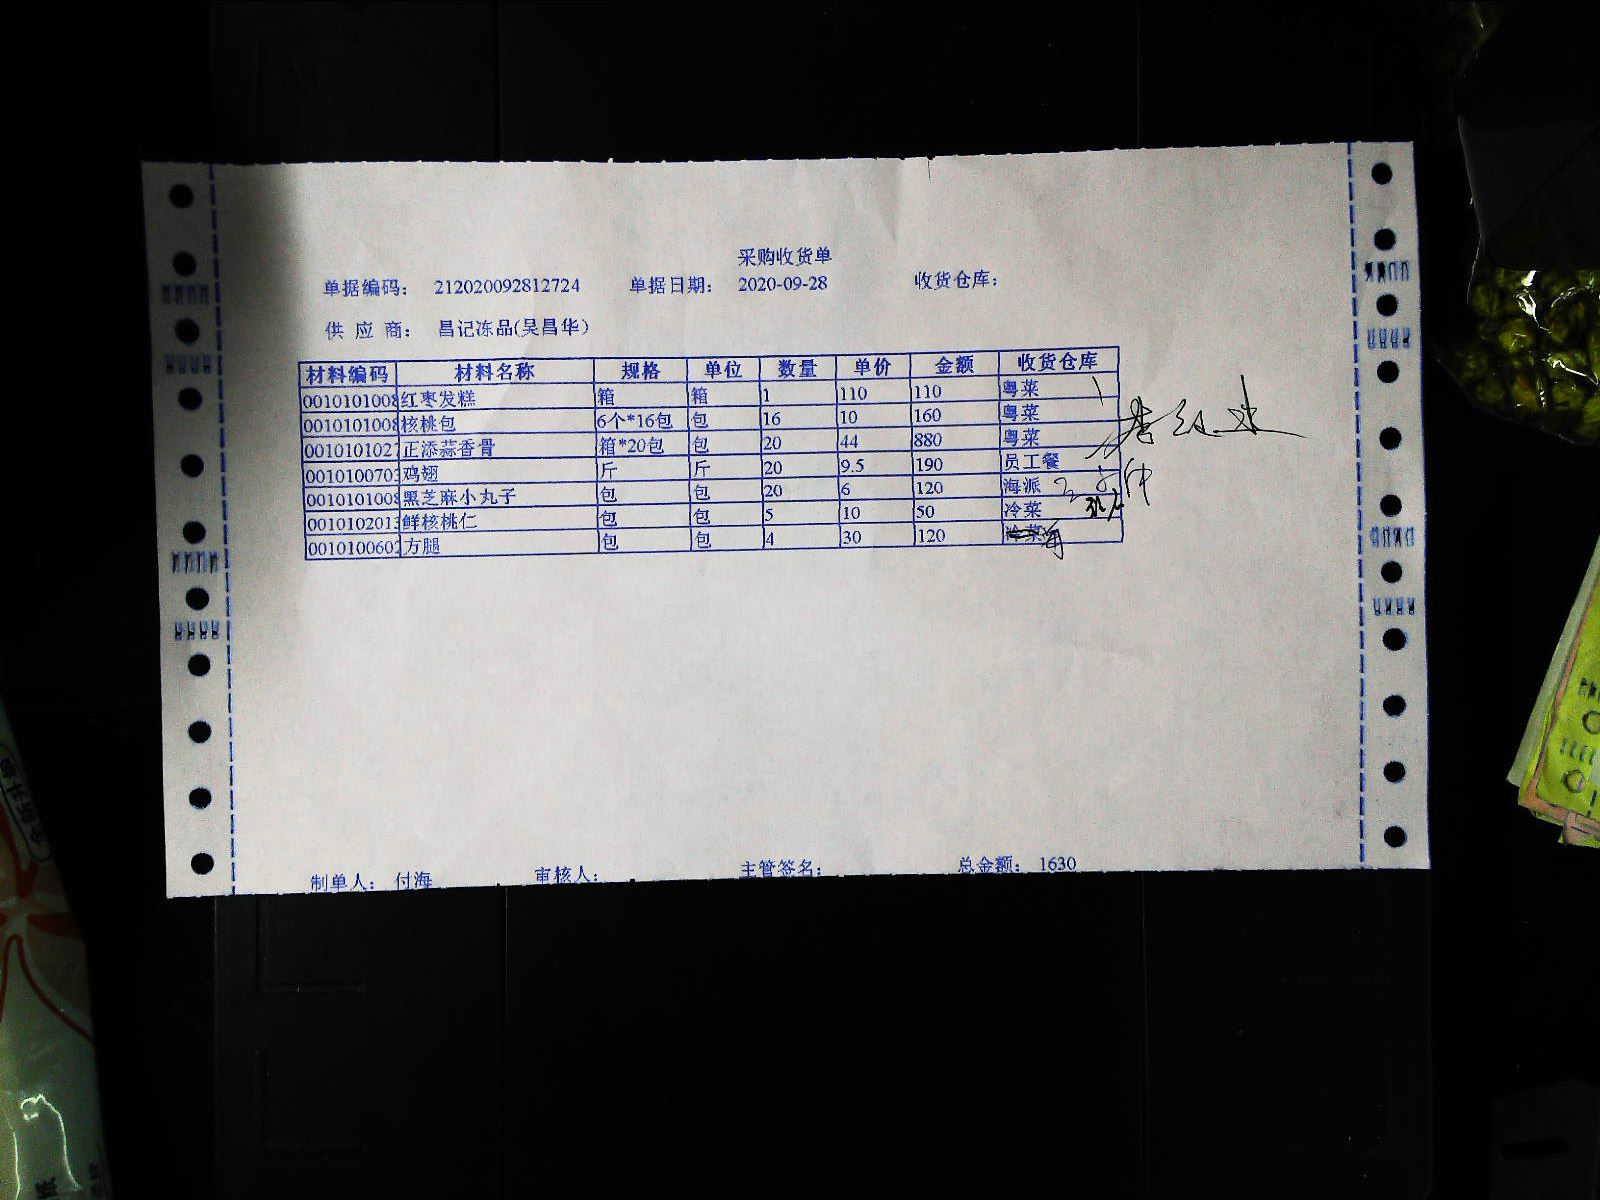 采购收货单
单据编码： 212020092812724 单据日期： 2020-09-28 收货仓库：
供 应 商： 昌记冻品(吴昌华)
材料编码 材料名称 规格 单位 数量 单价 金额 收货仓库
0010101008 红枣发糕 箱 箱 1 110 110 粤菜
0010101008 核桃包 6个*16包 包 16 10 160 粤菜
001010102 正添蒜香骨 箱*20包 包 20 44 880 粤菜
001010070 鸡翅 斤 斤 20 9.5 190 员工餐
0010101008 黑芝麻小丸子 包 包 20 6 120 海派
001010201 鲜核桃仁 包 包 5 10 50 冷菜
001010060 方腿 包 包 4 30 120 冷菜 海
制单人： 付海 审核人： 主管签名： 总金额： 1630